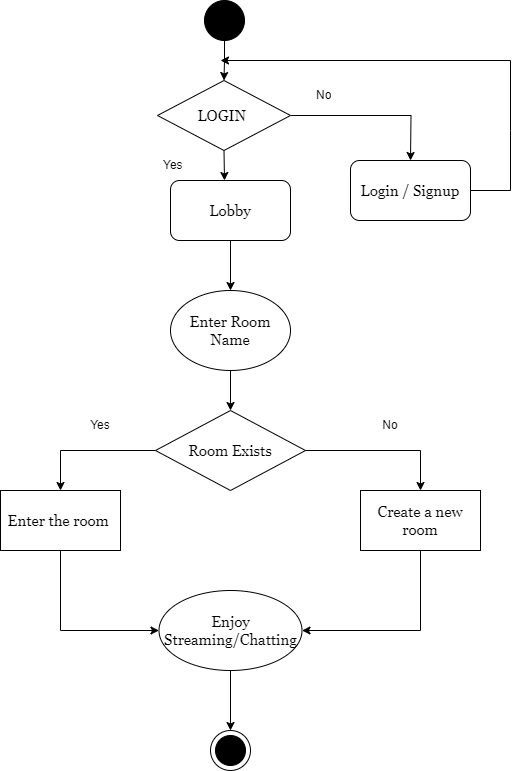 No
LOGIN
Yes
Login / Signup
Lobby
Enter Room
Name
Yes
No
Room Exists
Enter the room
Create a new
room
Enjoy
Streaming/Chatting